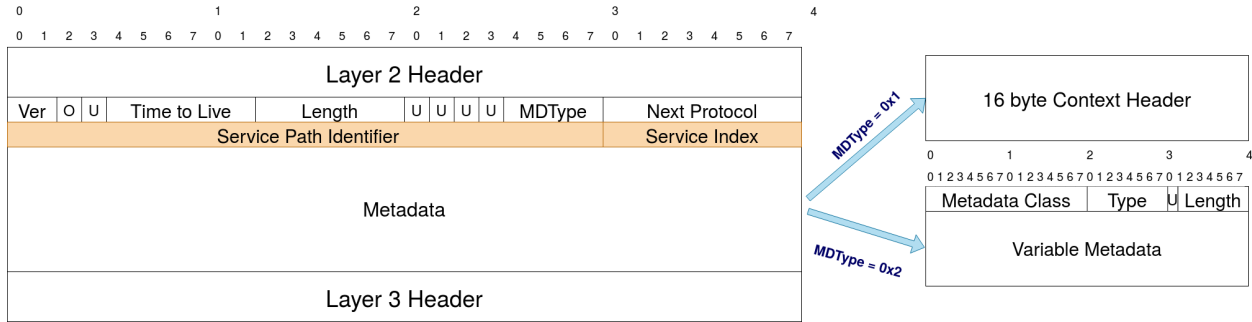 0 1 2 3 4
0 1 2 3 4 5 6 7 0 1 2 3 4 5 6 7 0 1 2 3 4 5 6 7 0 1 2 3 4 5 6 7
Layer 2 Header
Ver O U Time to Live Length U U U U MDType Next Protocol
Service Path Identifier Service Index
Metadata
Layer 3 Header
MDType = 0x1
MDType = 0x2
16 byte Context Header
0 1 2 3 4
0 1 2 3 4 5 6 7 0 1 2 3 4 5 6 7 0 1 2 3 4 5 6 7 0 1 2 3 4 5 6 7
Metadata Class Type U Length
Variable Metadata